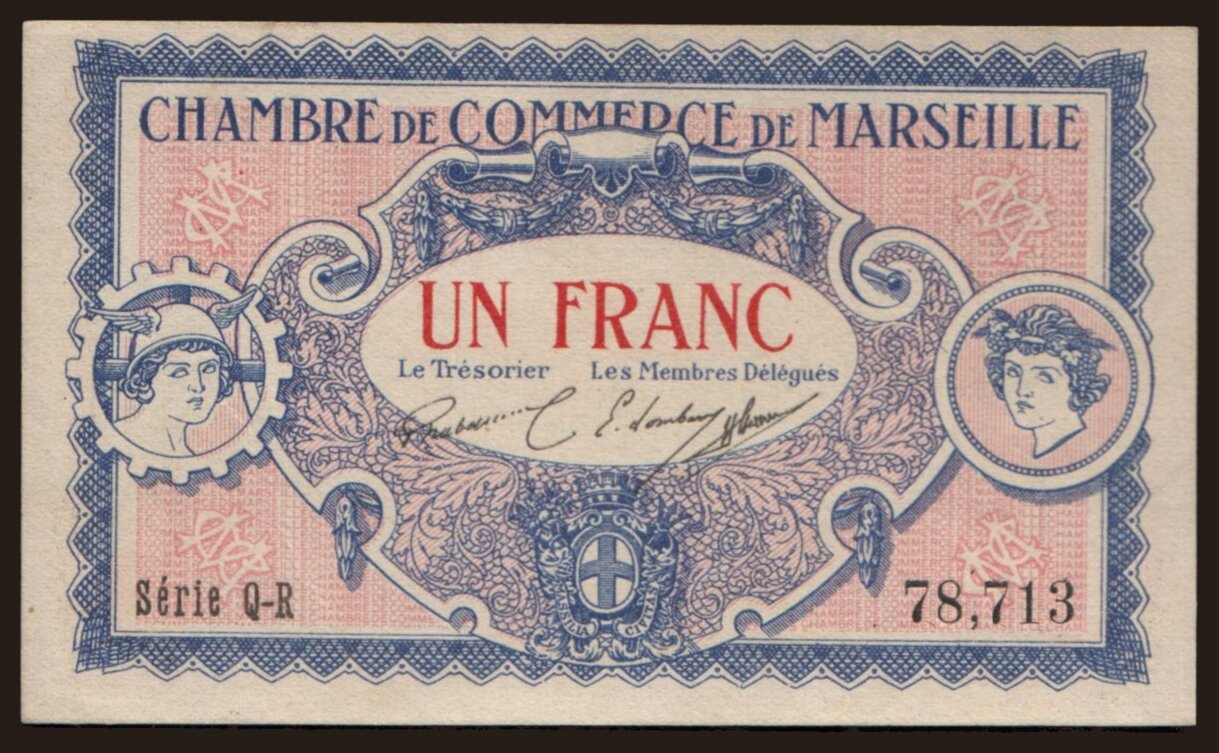 CHAMBRE DE COMMERCE DE MARSEILLE
UN FRANC
Le Trésorier Les Membres Délégués
Série Q-R
78,713